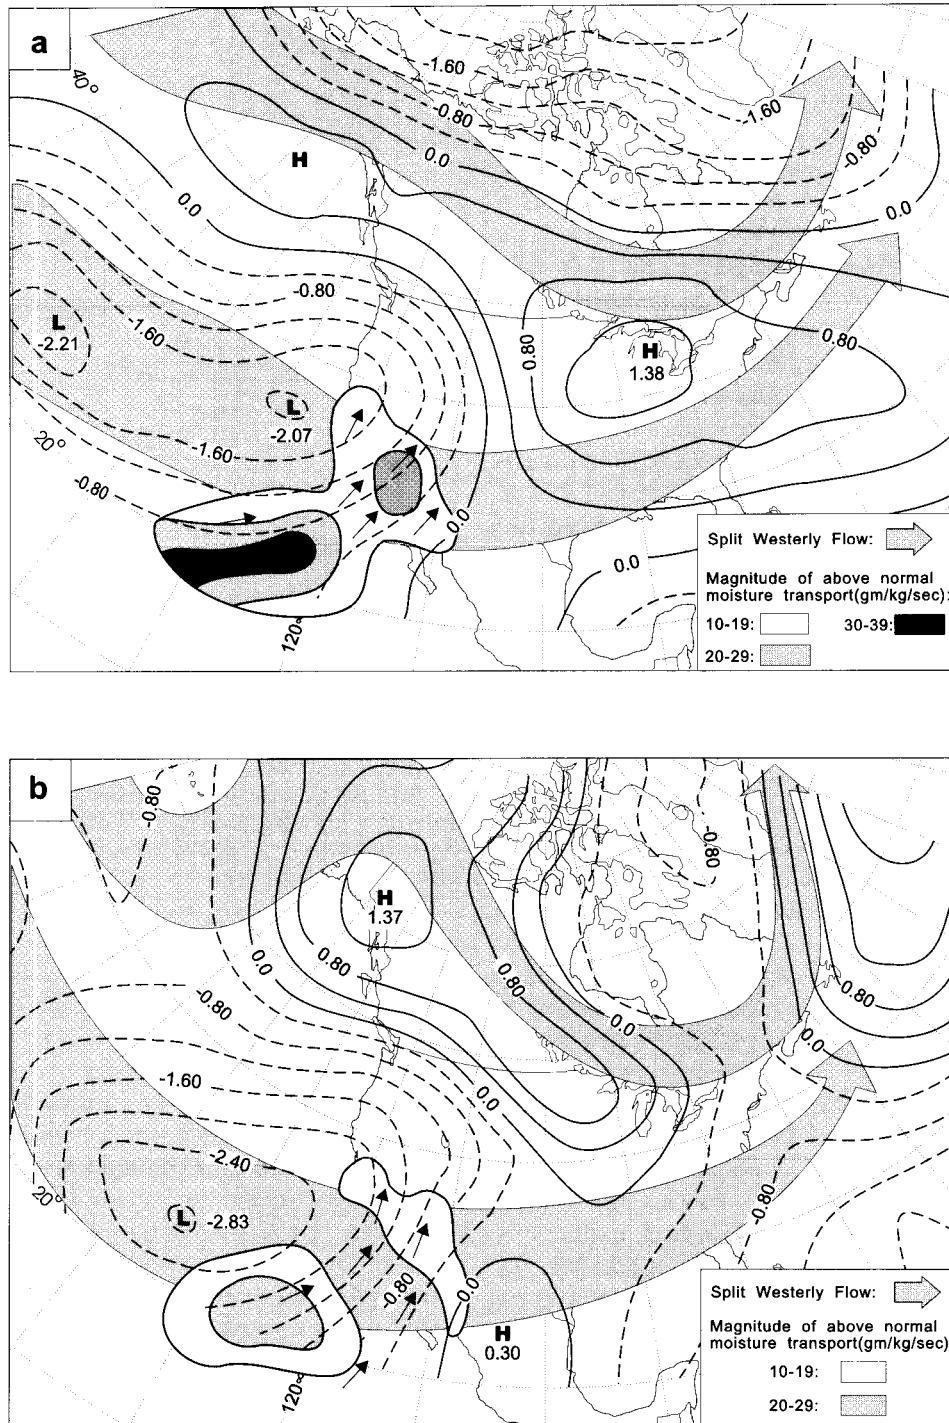 a
40°
-1.60
-1.60
-0.80
-0.80
0.0
H
0.0
0.0
-0.80
L
-2.21
-1.60
0.80
H
1.38
0.80
L
-2.07
20°
-1.60
-0.80
0.0
0.0
120°
Split Westerly Flow:
Magnitude of above normal
moisture transport(gm/kg/sec):
10-19: 30-39:
20-29:
b
-0.80
-0.80
H
1.37
0.0
0.80
0.80
0.80
-0.80
0.0
0.0
-1.60
0.0
-2.40
20°
L -2.83
-0.80
-0.80
0.0
H
0.30
120°
Split Westerly Flow:
Magnitude of above normal
moisture transport(gm/kg/sec)
10-19:
20-29: